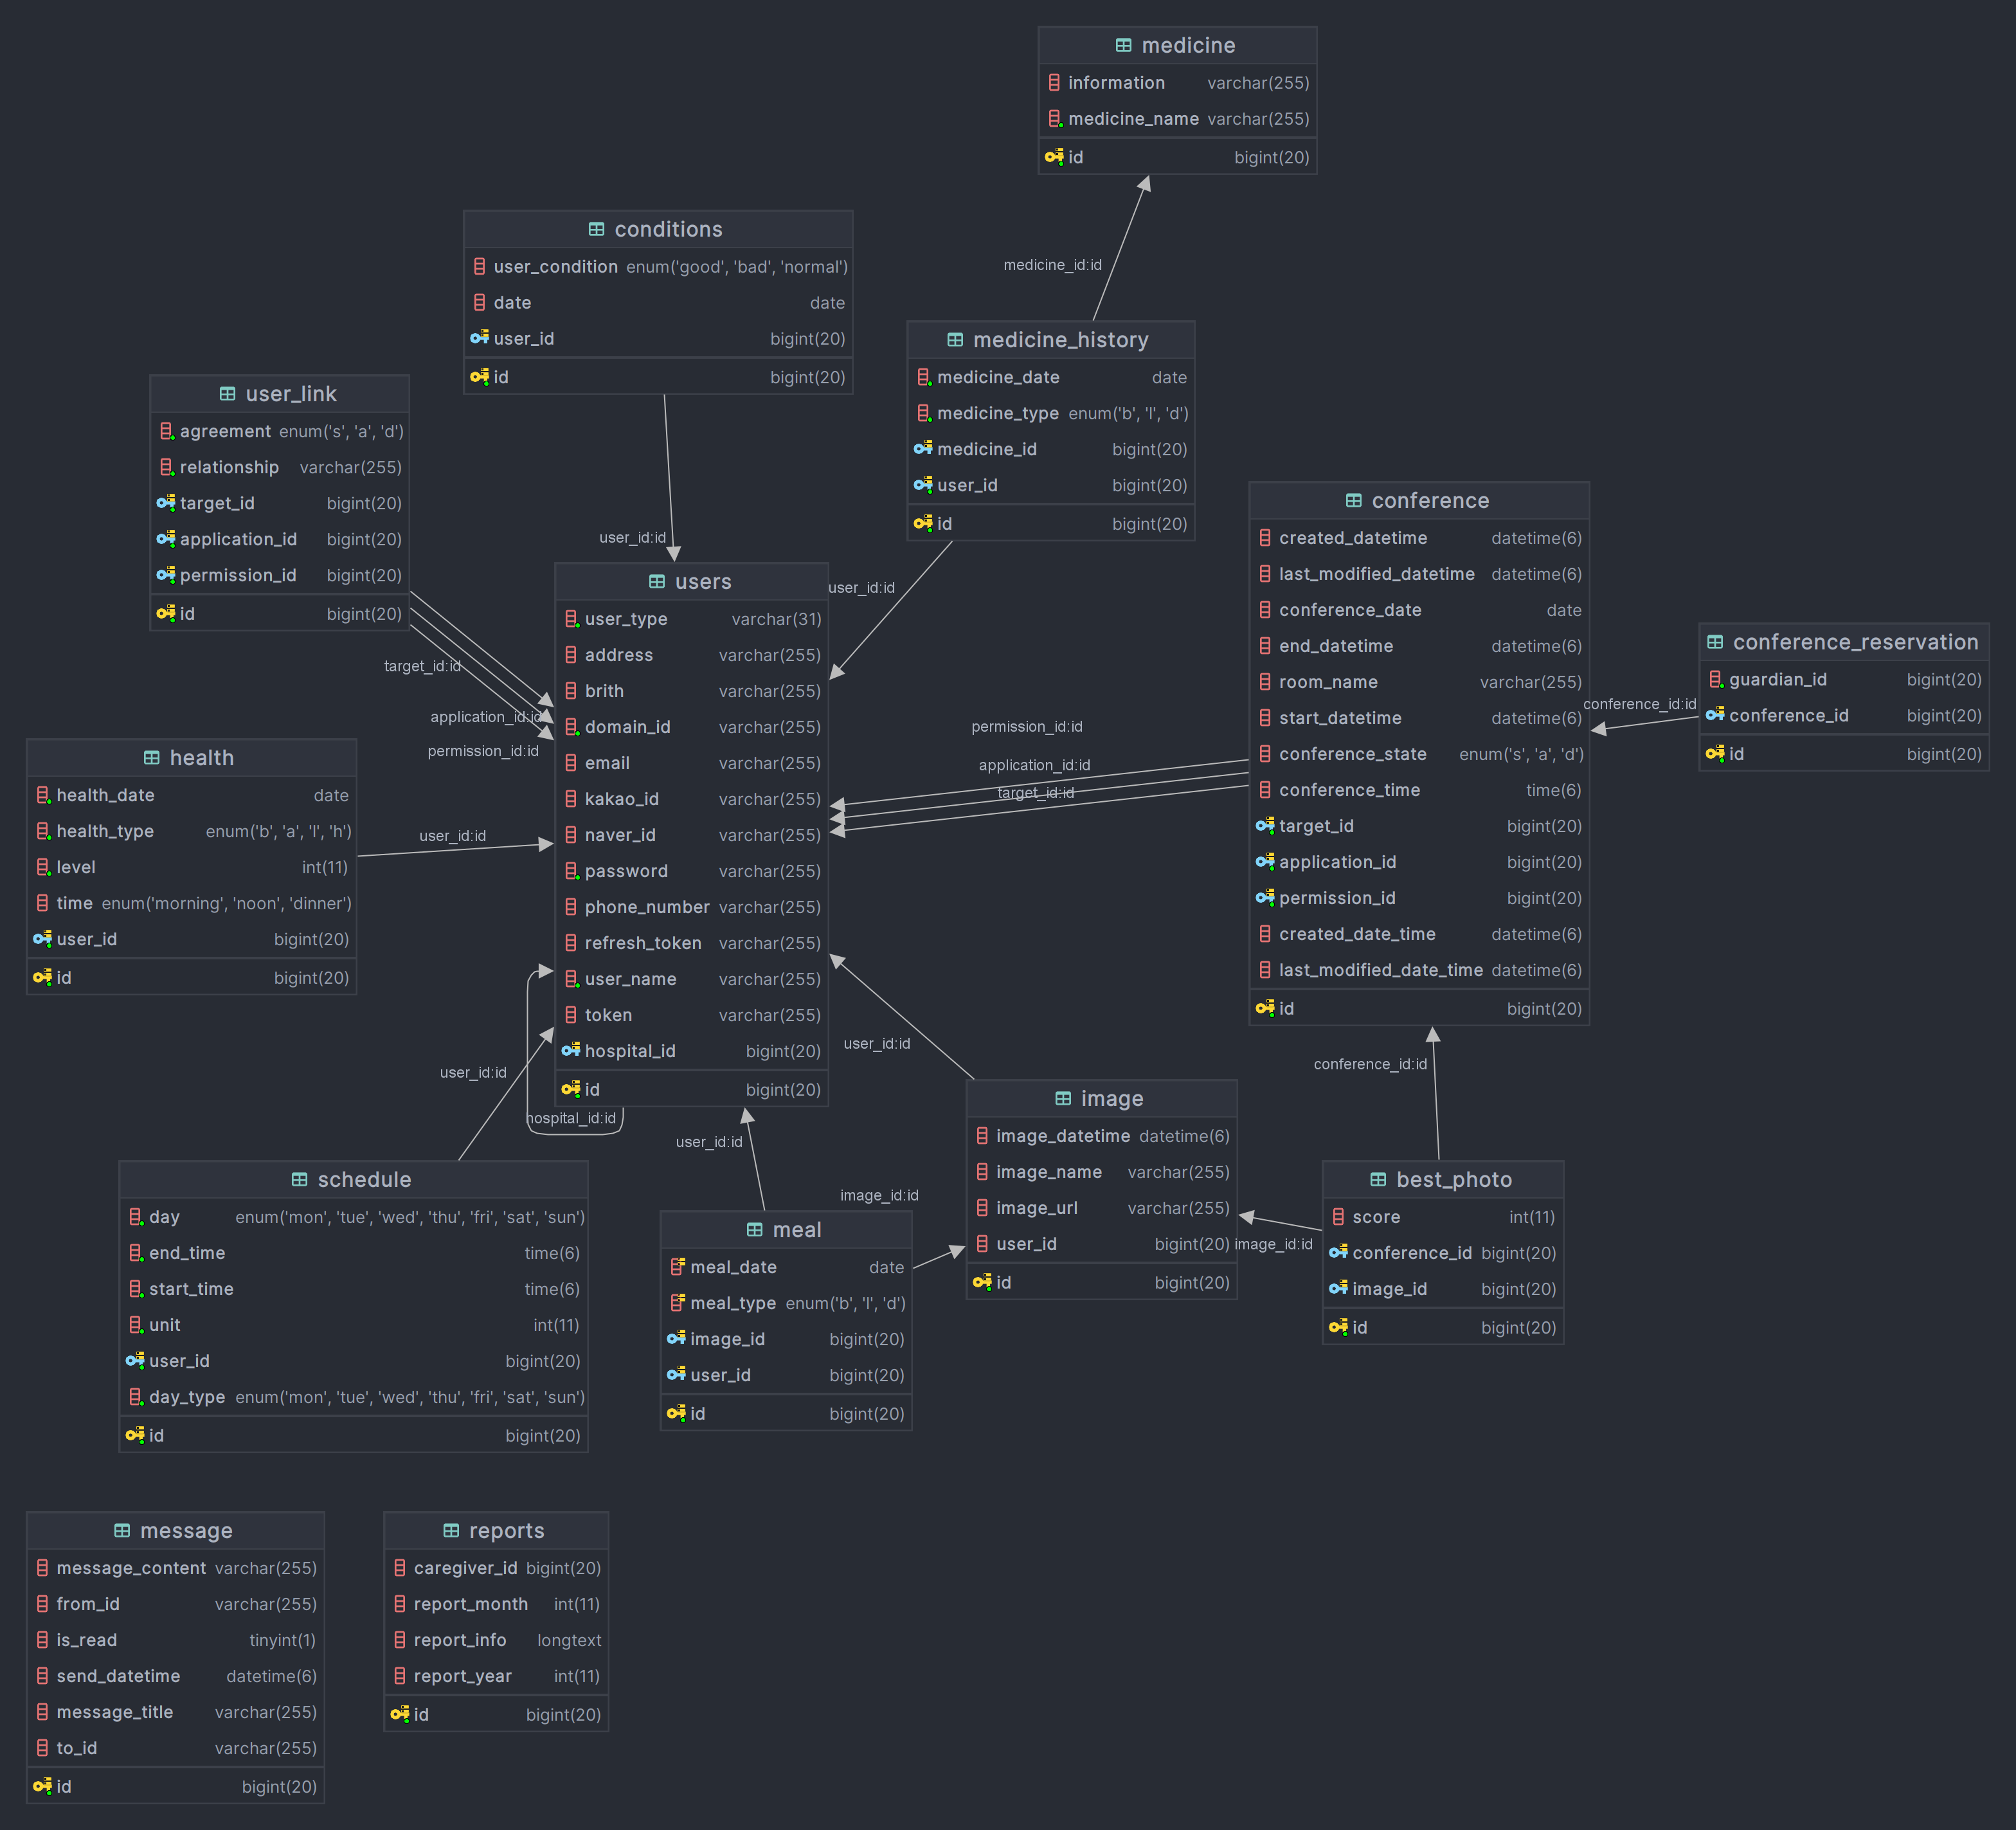 medicine
information varchar(255)
medicine_name varchar(255)
id bigint(20)
medicine_id:id
conditions
user_condition enum('good', 'bad', 'normal')
date date
user_id bigint(20)
id bigint(20)
user_id:id
medicine_history
medicine_date date
medicine_type enum('b', 'l', 'd')
medicine_id bigint(20)
user_id bigint(20)
id bigint(20)
user_id:id
user_link
agreement enum('s', 'a', 'd')
relationship varchar(255)
target_id bigint(20)
application_id bigint(20)
permission_id bigint(20)
id bigint(20)
target_id:id
application_id:id
permission_id:id
conference
created_datetime datetime(6)
last_modified_datetime datetime(6)
conference_date date
end_datetime datetime(6)
room_name varchar(255)
start_datetime datetime(6)
conference_state enum('s', 'a', 'd')
conference_time time(6)
target_id bigint(20)
application_id bigint(20)
permission_id bigint(20)
created_date_time datetime(6)
last_modified_date_time datetime(6)
id bigint(20)
permission_id:id
application_id:id
target_id:id
conference_reservation
guardian_id bigint(20)
conference_id bigint(20)
id bigint(20)
conference_id:id
users
user_type varchar(31)
address varchar(255)
brith varchar(255)
domain_id varchar(255)
email varchar(255)
kakao_id varchar(255)
naver_id varchar(255)
password varchar(255)
phone_number varchar(255)
refresh_token varchar(255)
user_name varchar(255)
token varchar(255)
hospital_id bigint(20)
id bigint(20)
hospital_id:id
health
health_date date
health_type enum('b', 'a', 'l', 'h')
level int(11)
time enum('morning', 'noon', 'dinner')
user_id bigint(20)
id bigint(20)
user_id:id
schedule
day enum('mon', 'tue', 'wed', 'thu', 'fri', 'sat', 'sun')
end_time time(6)
start_time time(6)
unit int(11)
user_id bigint(20)
day_type enum('mon', 'tue', 'wed', 'thu', 'fri', 'sat', 'sun')
id bigint(20)
user_id:id
meal
meal_date date
meal_type enum('b', 'l', 'd')
image_id bigint(20)
user_id bigint(20)
id bigint(20)
user_id:id
image_id:id
image
image_datetime datetime(6)
image_name varchar(255)
image_url varchar(255)
user_id bigint(20)
id bigint(20)
user_id:id
best_photo
score int(11)
conference_id bigint(20)
image_id bigint(20)
id bigint(20)
conference_id:id
image_id:id
message
message_content varchar(255)
from_id varchar(255)
is_read tinyint(1)
send_datetime datetime(6)
message_title varchar(255)
to_id varchar(255)
id bigint(20)
reports
caregiver_id bigint(20)
report_month int(11)
report_info longtext
report_year int(11)
id bigint(20)